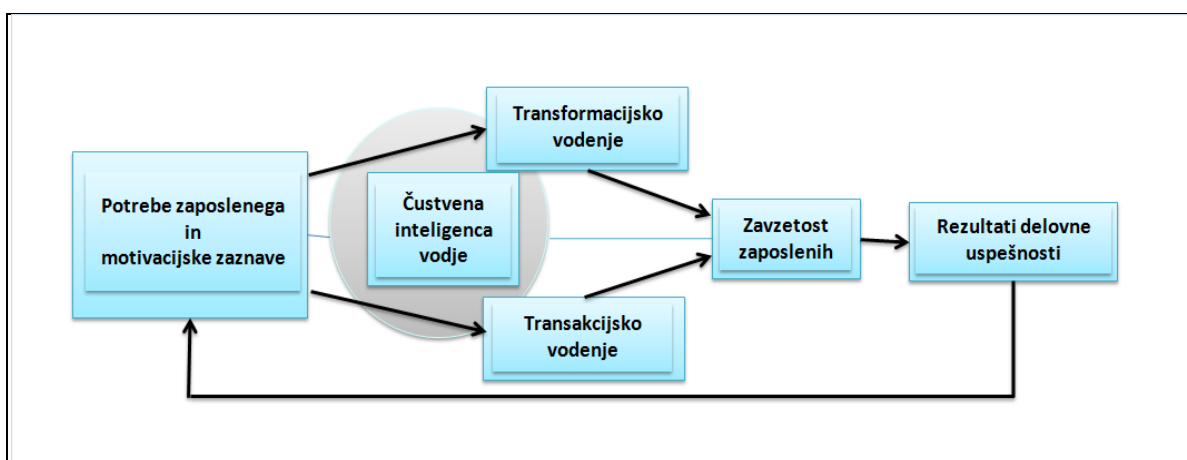 Potrebe zaposlenega
in
motivacijske zaznave
Transformacijsko
vodenje
Čustvena
inteligenca
vodje
Transakcijsko
vodenje
Zavzetost
zaposlenih
Rezultati delovne
uspešnosti